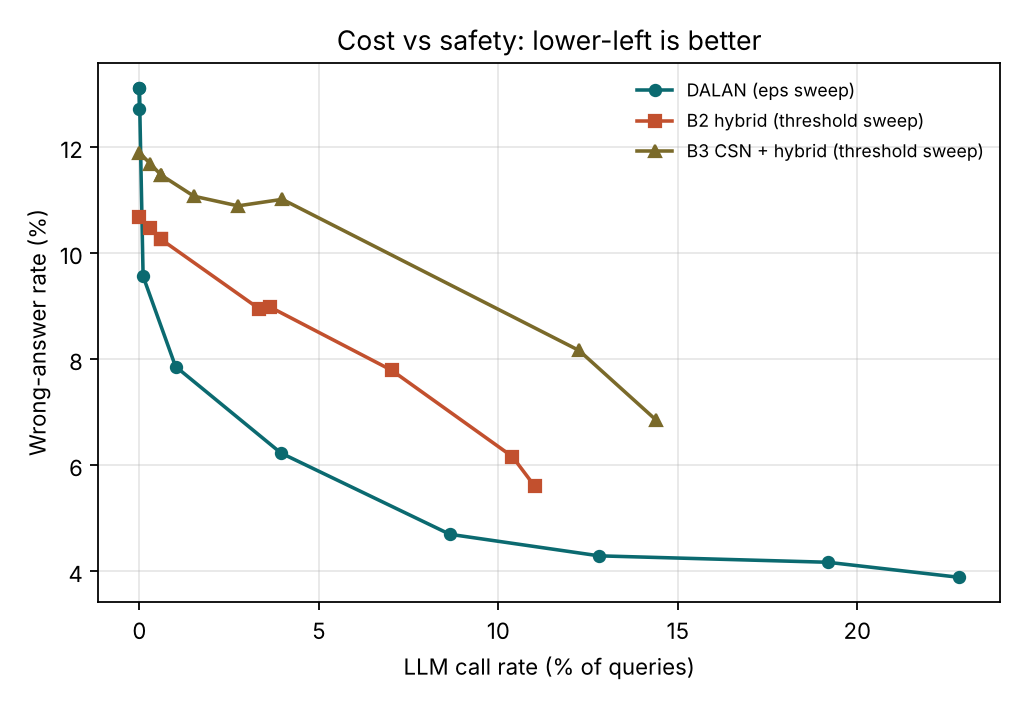 Cost vs safety: lower-left is better
DALAN (eps sweep)
B2 hybrid (threshold sweep)
B3 CSN + hybrid (threshold sweep)
Wrong-answer rate (%)
12
10
8
6
4
0 5 10 15 20
LLM call rate (% of queries)